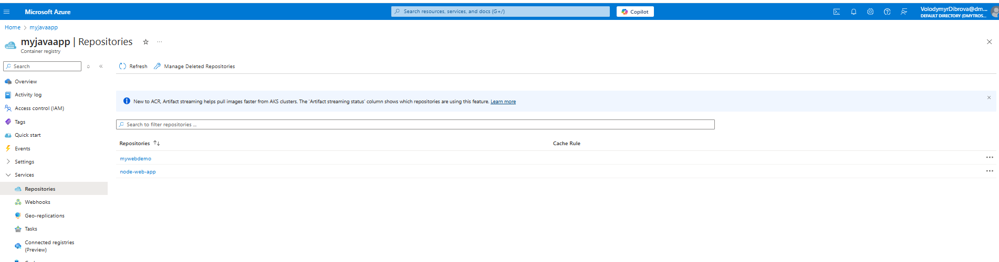 Microsoft Azure
Search resources, services, and docs (G+/)
Copilot
VolodymyrDibrova@dm...
DEFAULT DIRECTORY (DMYTROS...
Home > myjavaapp
myjavaapp | Repositories
Container registry
Search
Refresh
Manage Deleted Repositories
Overview
Activity log
Access control (IAM)
Tags
Quick start
Events
Settings
Services
Repositories
Webhooks
Geo-replications
Tasks
Connected registries
(Preview)
New to ACR, Artifact streaming helps pull images faster from AKS clusters. The 'Artifact streaming status' column shows which repositories are using this feature. Learn more
Search to filter repositories ...
Repositories
Cache Rule
mywebdemo
node-web-app